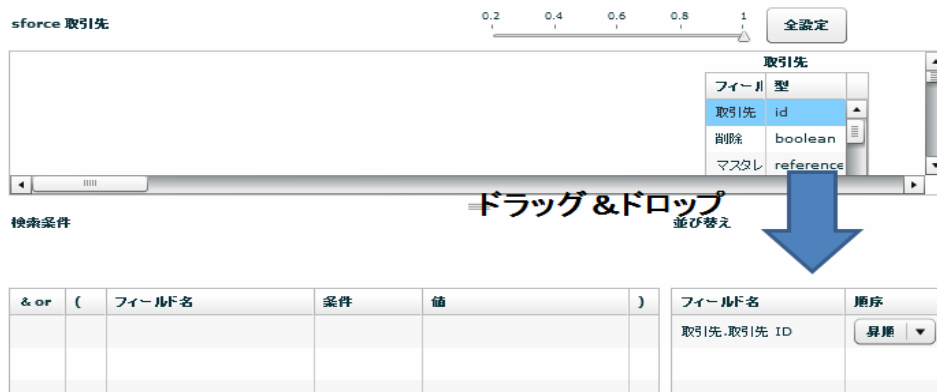 sforce 取引先
0.2 0.4 0.6 0.8 1
全設定
取引先
フィール 型
取引先 id
削除 boolean
マスタレ reference
ドラッグ&ドロップ
検索条件
並び替え
& or ( フィールド名 条件 値 )
フィールド名 順序
取引先.取引先 ID 昇順